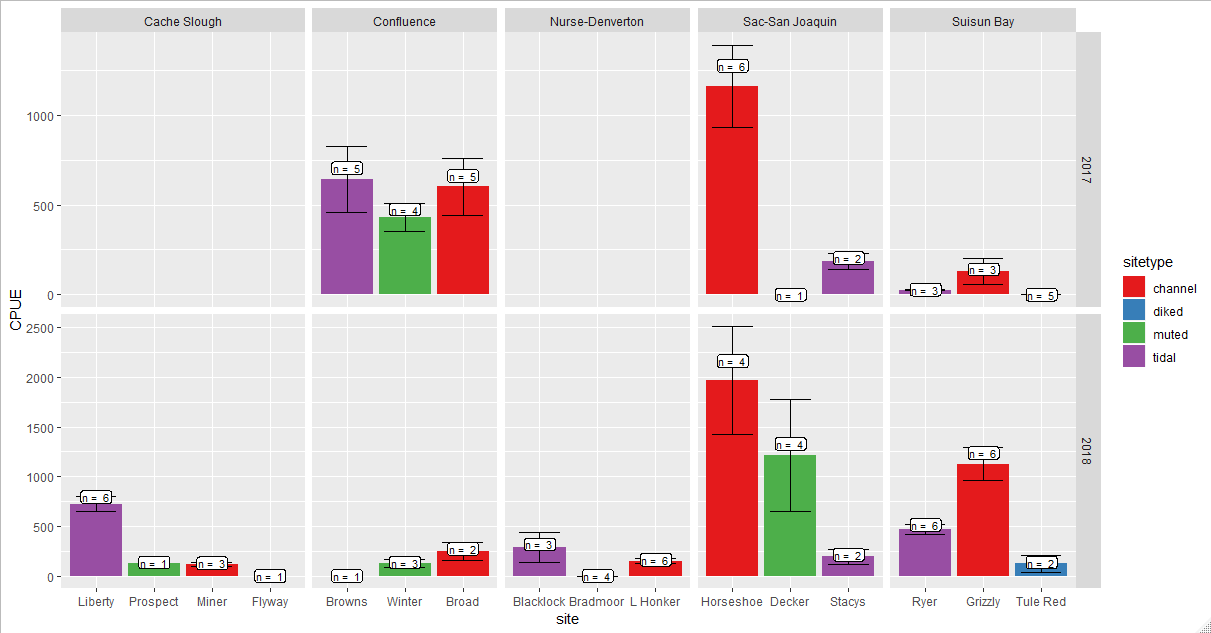 Cache Slough Confluence Nurse-Denverton Sac-San Joaquin Suisun Bay
n = 6
1000
n = 5 n = 4 n = 5
500
n = 2
n = 1
n = 3 n = 3 n = 5
0
2017
CPUE
2500
n = 4
2000
1500
n = 4
n = 6
1000
n = 6
500
n = 6
n = 2 n = 3 n = 2
n = 1 n = 3 n = 3 n = 6 n = 2
0
n = 1 n = 1 n = 4
2018
Liberty Prospect Miner Flyway Browns Winter Broad Blacklock Bradmoor L Honker Horseshoe Decker Stacys Ryer Grizzly Tule Red
site
sitetype
channel
diked
muted
tidal